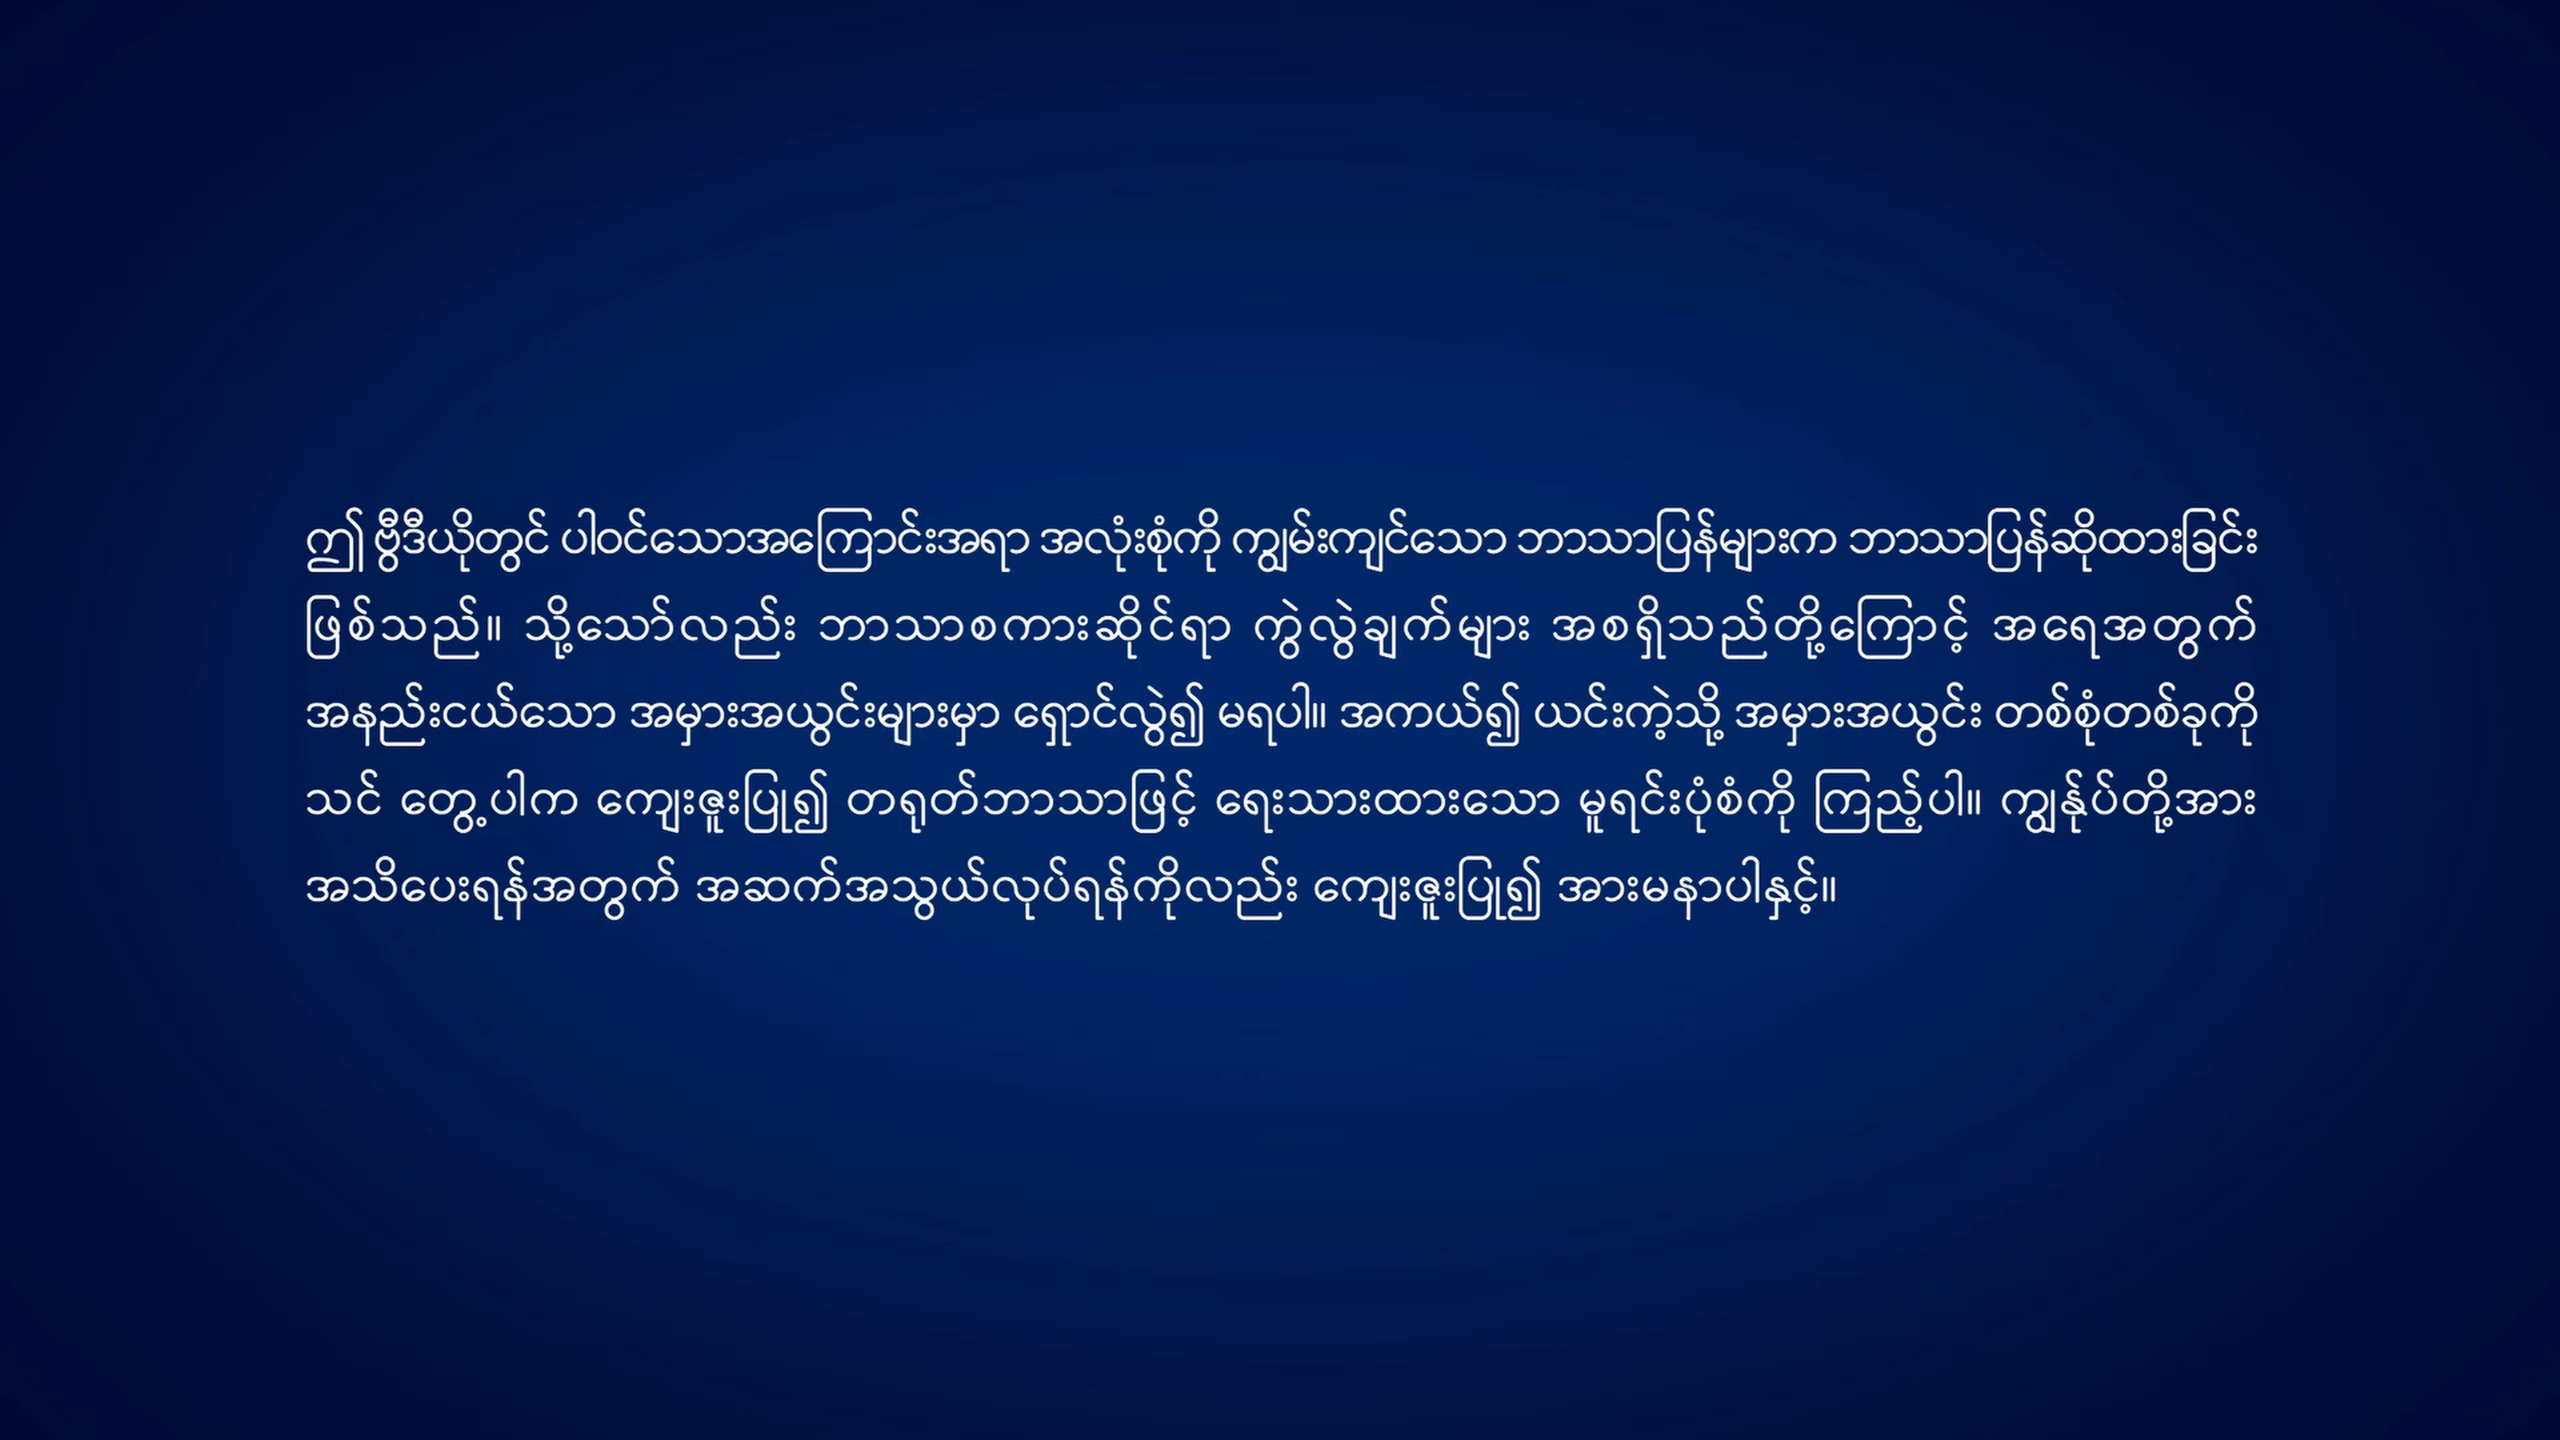 ဤ ဗွီဒီယိုတွင် ပါဝင်သောအကြောင်းအရာ အလုံးစုံကို ကျွမ်းကျင်သော ဘာသာပြန်များက ဘာသာပြန်ဆိုထားခြင်း
ဖြစ်သည်။ သို့သော်လည်း ဘာသာစကားဆိုင်ရာ ကွဲလွဲချက်များ အစရှိသည်တို့ကြောင့် အရေအတွက်
အနည်းငယ်သော အမှားအယွင်းများမှာ ရှောင်လွဲ၍ မရပါ။ အကယ်၍ ယင်းကဲ့သို့ အမှားအယွင်း တစ်စုံတစ်ခုကို
သင် တွေ့ပါက ကျေးဇူးပြု၍ တရုတ်ဘာသာဖြင့် ရေးသားထားသော မူရင်းပုံစံကို ကြည့်ပါ။ ကျွန်ုပ်တို့အား
အသိပေးရန်အတွက် အဆက်အသွယ်လုပ်ရန်ကိုလည်း ကျေးဇူးပြု၍ အားမနာပါနှင့်။